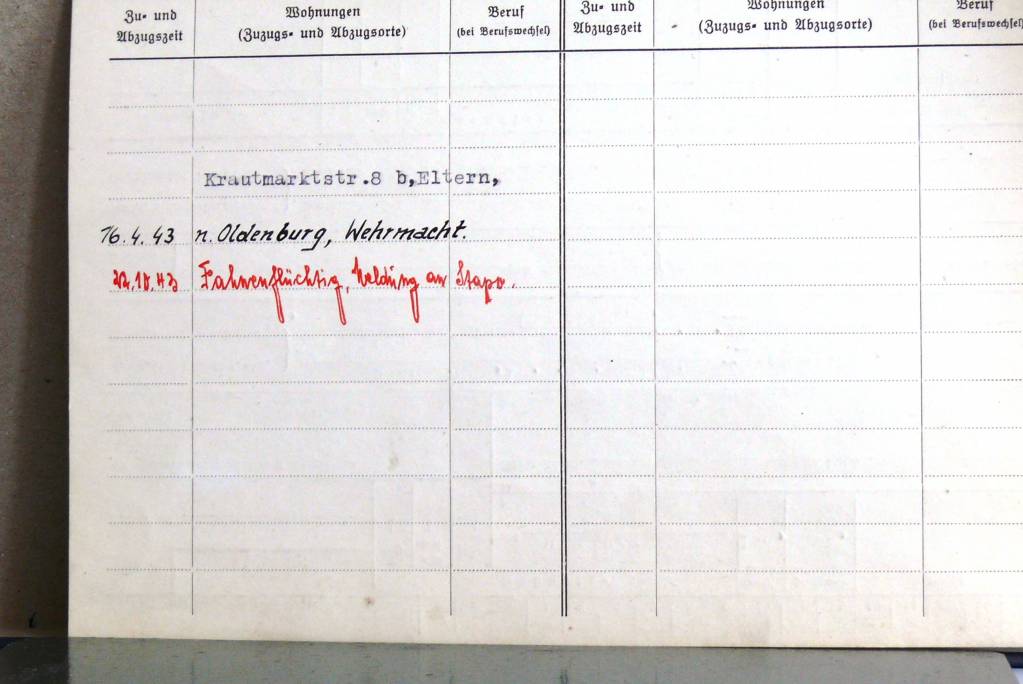 Zu- und
Abzugszeit
Wohnungen
(Zuzugs- und Abzugsorte)
Beruf
(bei Berufswechsel)
Zu- und
Abzugszeit
Wohnungen
(Zuzugs- und Abzugsorte)
Beruf
(bei Berufswechsel)
Krautmarktstr.8 b,Eltern,
16.4.43 n. Oldenburg, Wehrmacht.
43 Fahnenflüchtig, Meldung an Stapo.